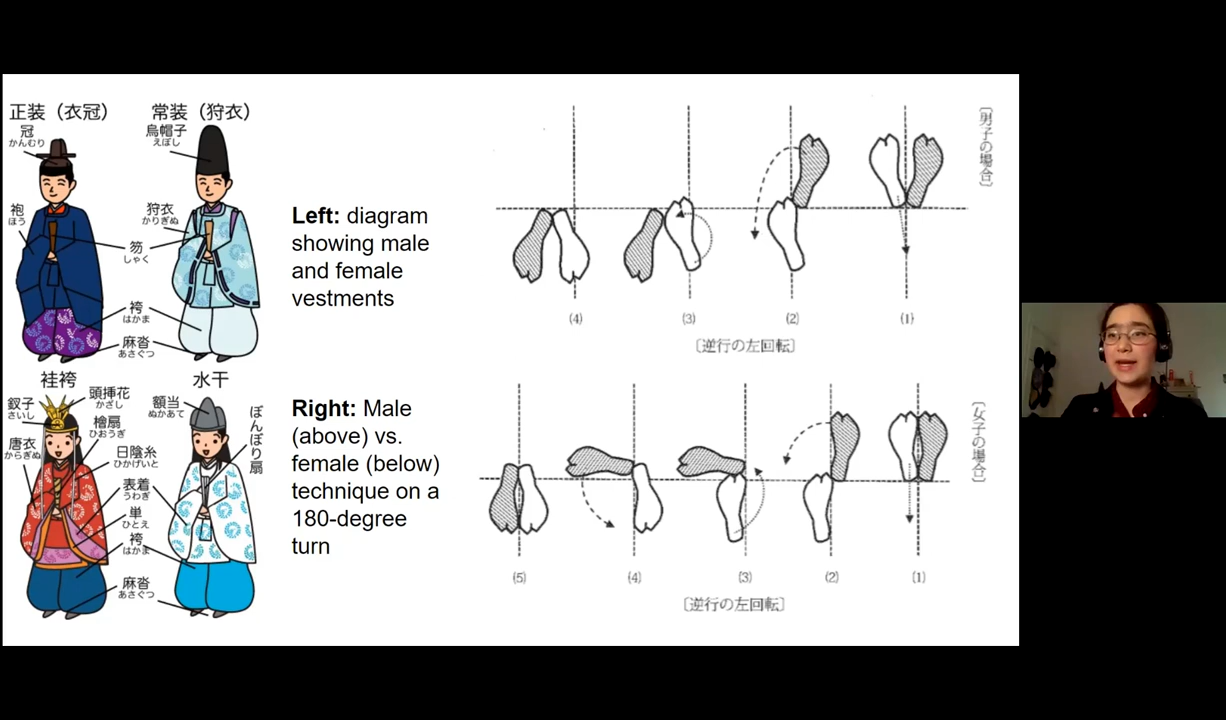 正装（衣冠）
常装（狩衣）
冠
かんむり
烏帽子
えぼし
袍
ほう
狩衣
かりぎぬ
笏
しゃく
袴
はかま
麻沓
あさぐつ
袿袴
水干
釵子
さいし
頭挿花
かざし
額当
ぬかあて
檜扇
ひおうぎ
ぼんぼり扇
唐衣
からぎぬ
日陰糸
ひかげいと
表着
うわぎ
単
ひとえ
袴
はかま
麻沓
あさぐつ
Left: diagram
showing male
and female
vestments
Right: Male
(above) vs.
female (below)
technique on a
180-degree
turn
〔男子の場合〕
(4)
(3)
(2)
(1)
〔逆行の左回転〕
〔女子の場合〕
(5)
(4)
(3)
(2)
(1)
〔逆行の左回転〕